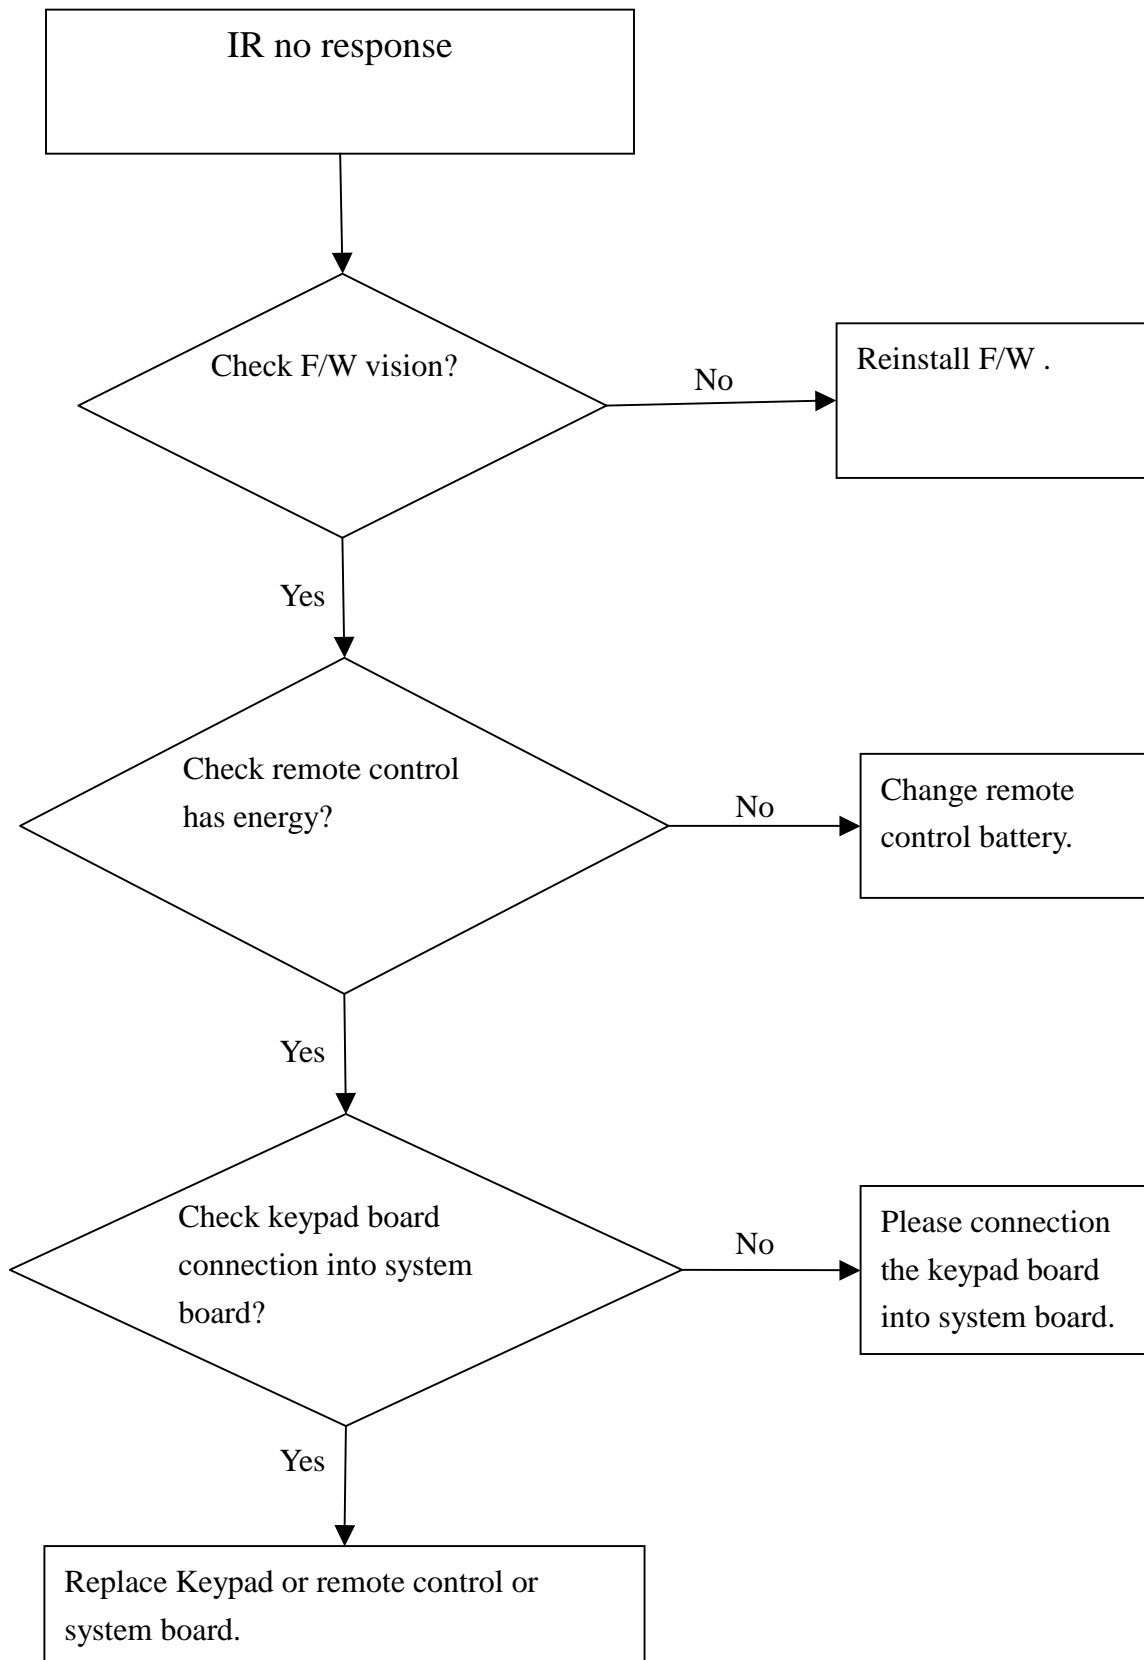 IR no response
Check F/W vision?
No
Reinstall F/W .
Yes
Check remote control
has energy?
No
Change remote
control battery.
Yes
Check keypad board
connection into system
board?
No
Please connection
the keypad board
into system board.
Yes
Replace Keypad or remote control or
system board.